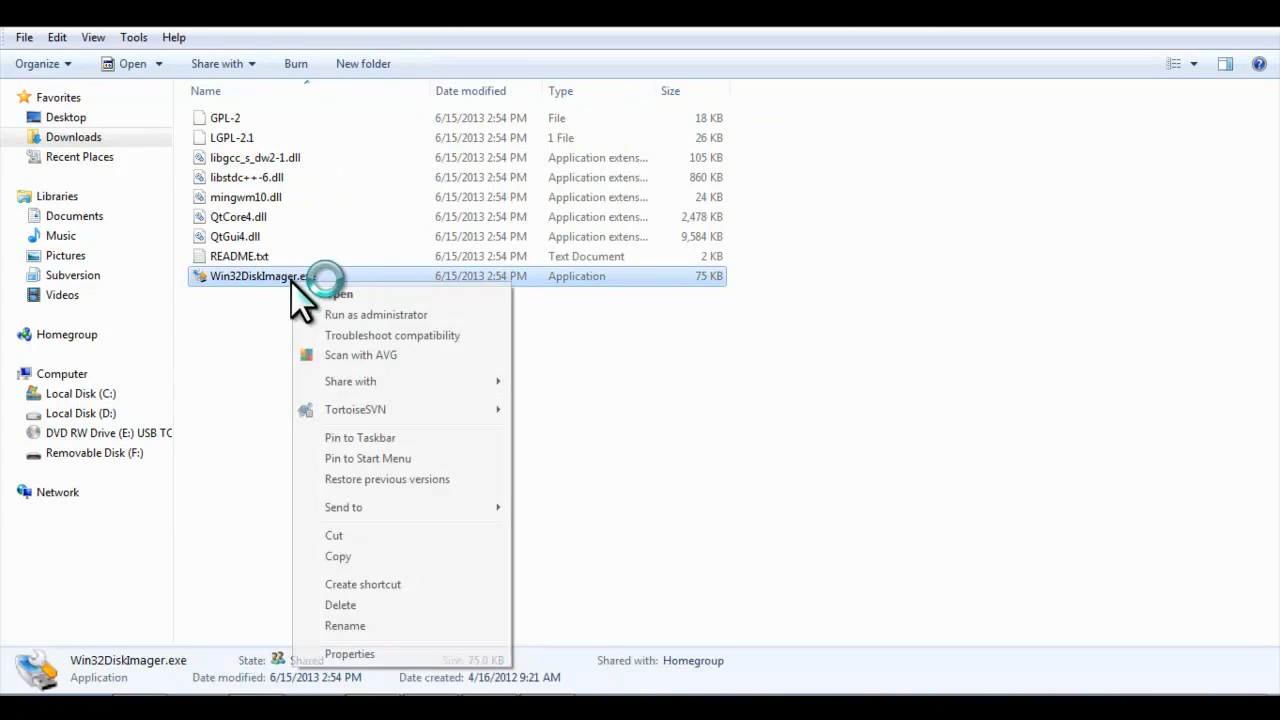 File Edit View Tools Help
Organize Open Share with Burn New folder
Name Date modified Type Size
Favorites
Desktop
Downloads
Recent Places
Libraries
Documents
Music
Pictures
Subversion
Videos
Homegroup
Computer
Local Disk (C:)
Local Disk (D:)
DVD RW Drive (E:) USB TC
Removable Disk (F:)
Network
GPL-2 6/15/2013 2:54 PM File 18 KB
LGPL-2.1 6/15/2013 2:54 PM 1 File 26 KB
libgcc_s_dw2-1.dll 6/15/2013 2:54 PM Application extens... 105 KB
libstdc++-6.dll 6/15/2013 2:54 PM Application extens... 860 KB
mingwm10.dll 6/15/2013 2:54 PM Application extens... 24 KB
QtCore4.dll 6/15/2013 2:54 PM Application extens... 2,478 KB
QtGui4.dll 6/15/2013 2:54 PM Application extens... 9,584 KB
README.txt 6/15/2013 2:54 PM Text Document 2 KB
Win32DiskImager.exe 6/15/2013 2:54 PM Application 75 KB
Open
Run as administrator
Troubleshoot compatibility
Scan with AVG
Share with
TortoiseSVN
Pin to Taskbar
Pin to Start Menu
Restore previous versions
Send to
Cut
Copy
Create shortcut
Delete
Rename
Properties
Win32DiskImager.exe State: Shared Size: 75.0 KB Shared with: Homegroup
Application Date modified: 6/15/2013 2:54 PM Date created: 4/16/2012 9:21 AM